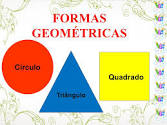 FORMAS
GEOMÉTRICAS
Círculo
Triângulo
Quadrado